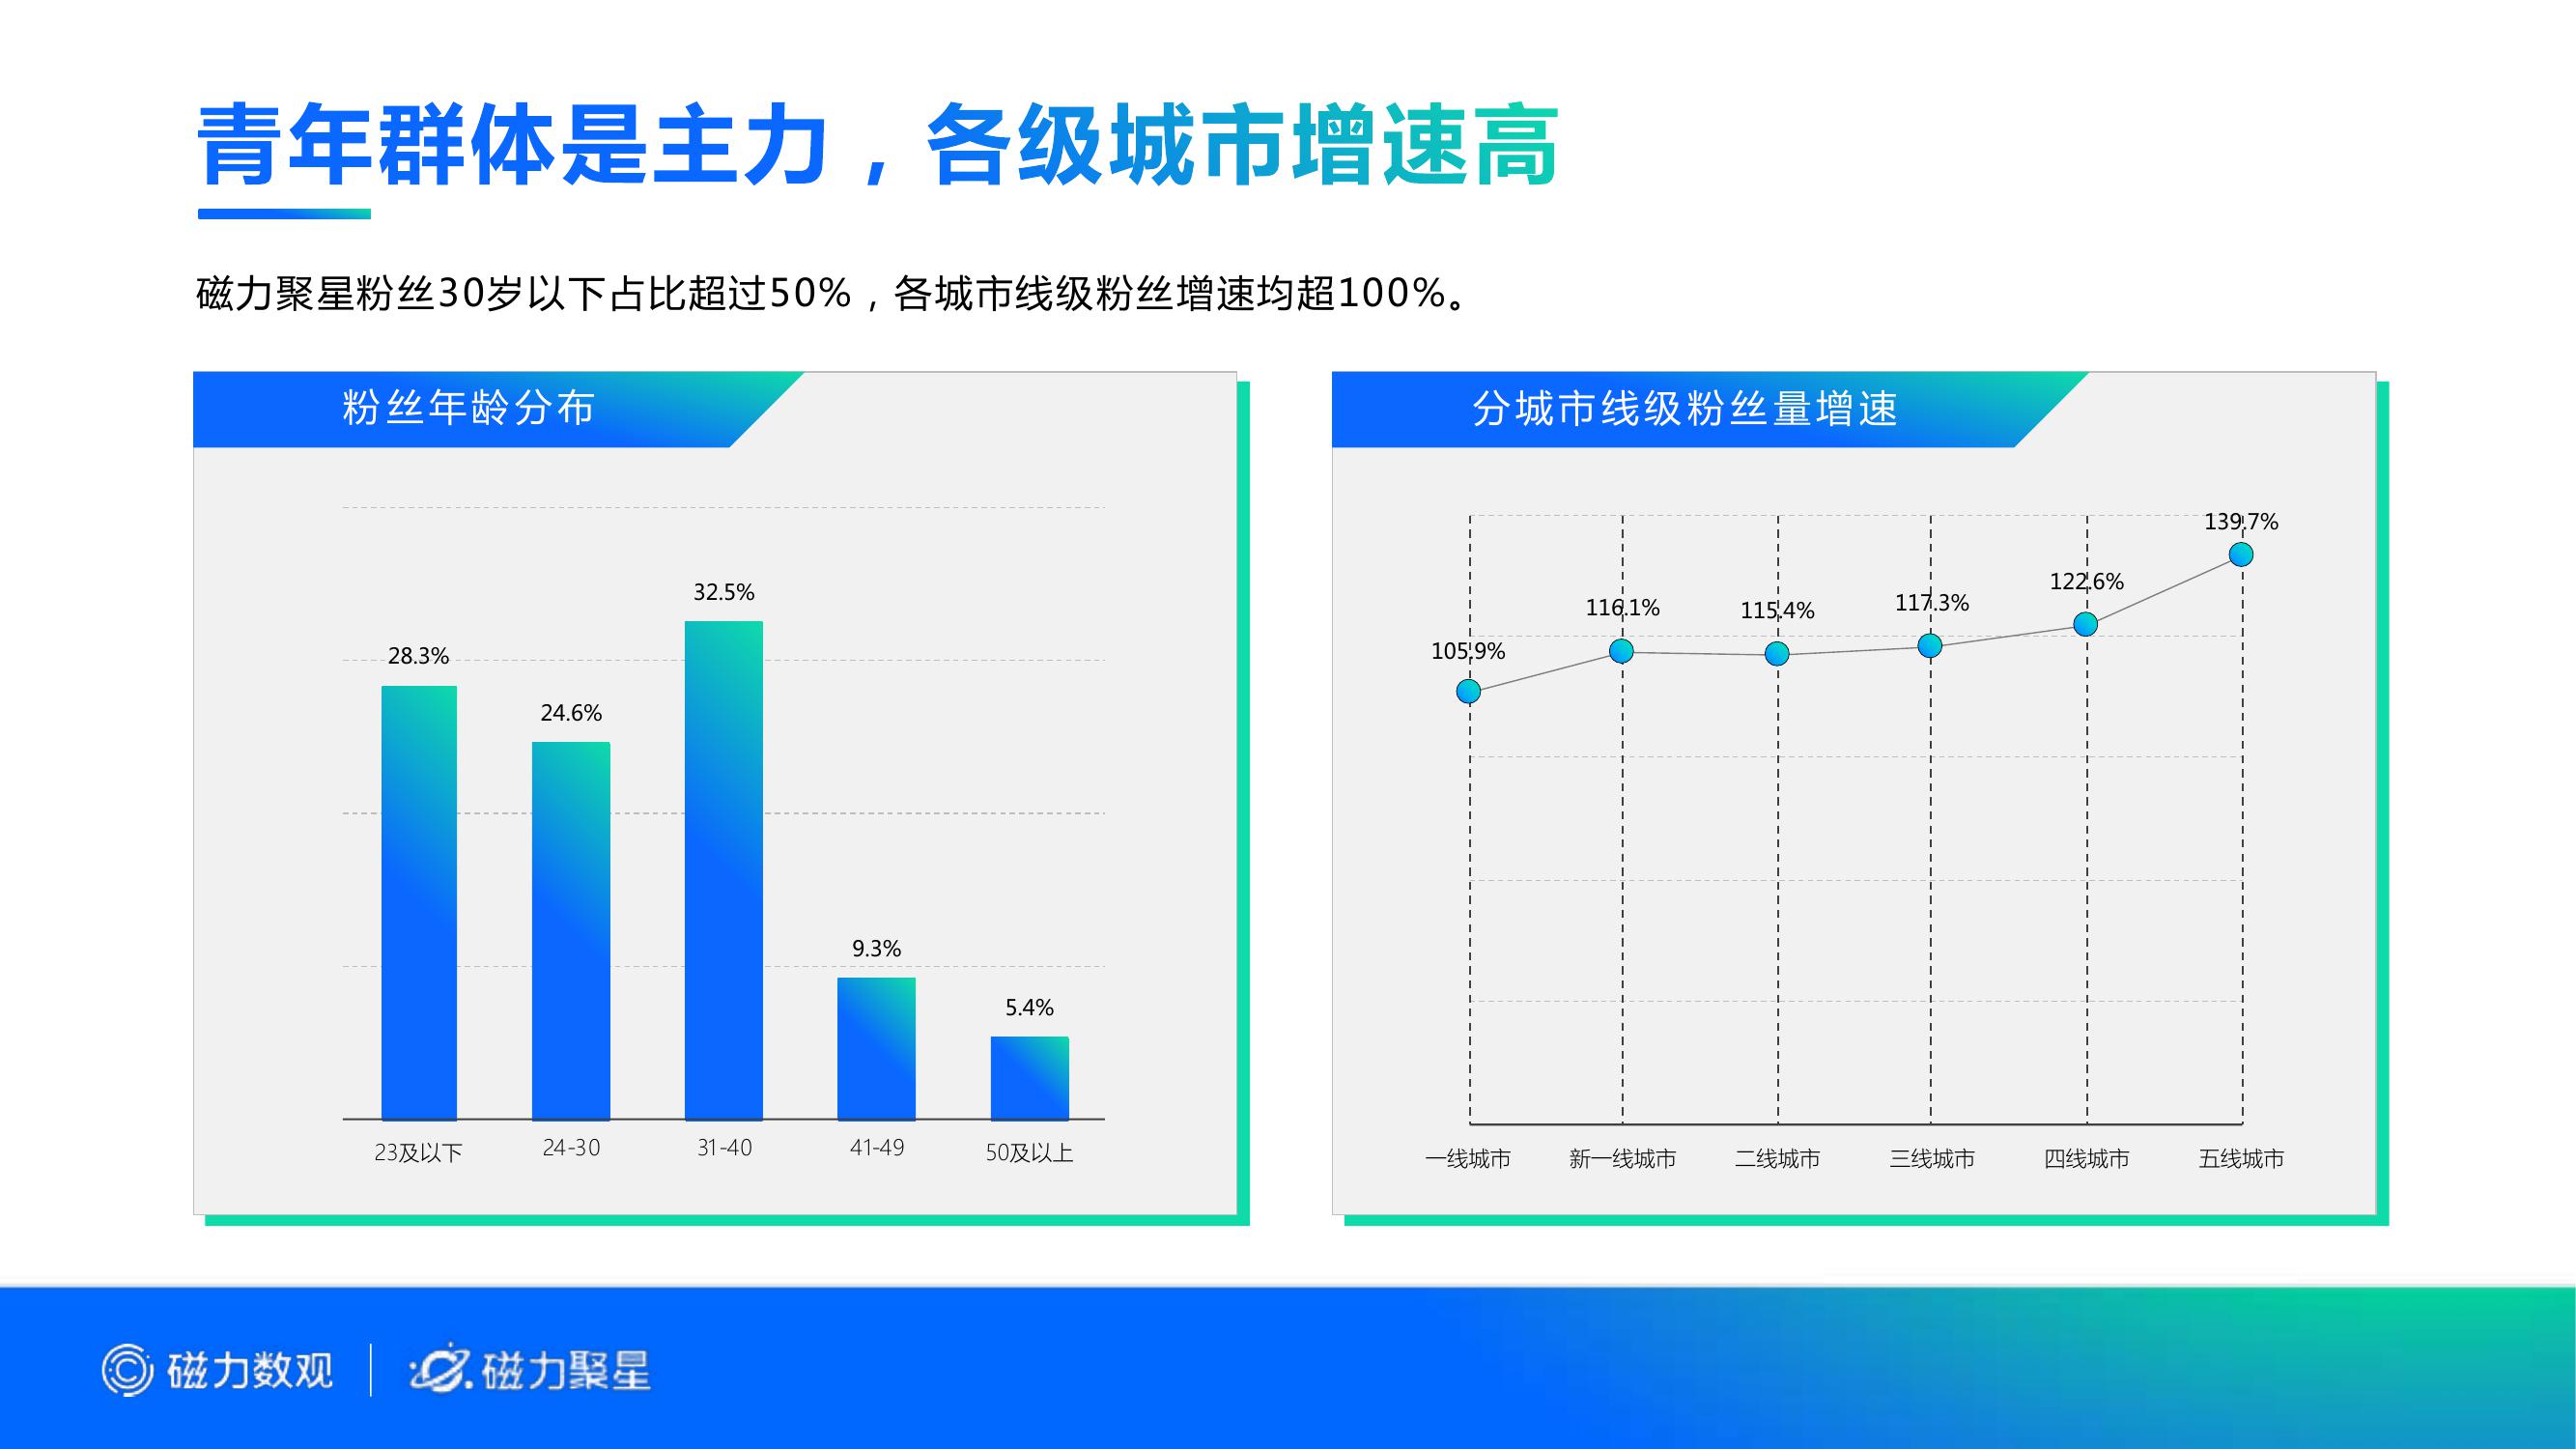 青年群体是主力，各级城市增速高
磁力聚星粉丝30岁以下占比超过50%，各城市线级粉丝增速均超100%。
粉丝年龄分布
28.3%
24.6%
32.5%
9.3%
5.4%
23及以下
24-30
31-40
41-49
50及以上
分城市线级粉丝量增速
105.9%
116.1%
115.4%
117.3%
122.6%
139.7%
一线城市
新一线城市
二线城市
三线城市
四线城市
五线城市
磁力数观
磁力聚星